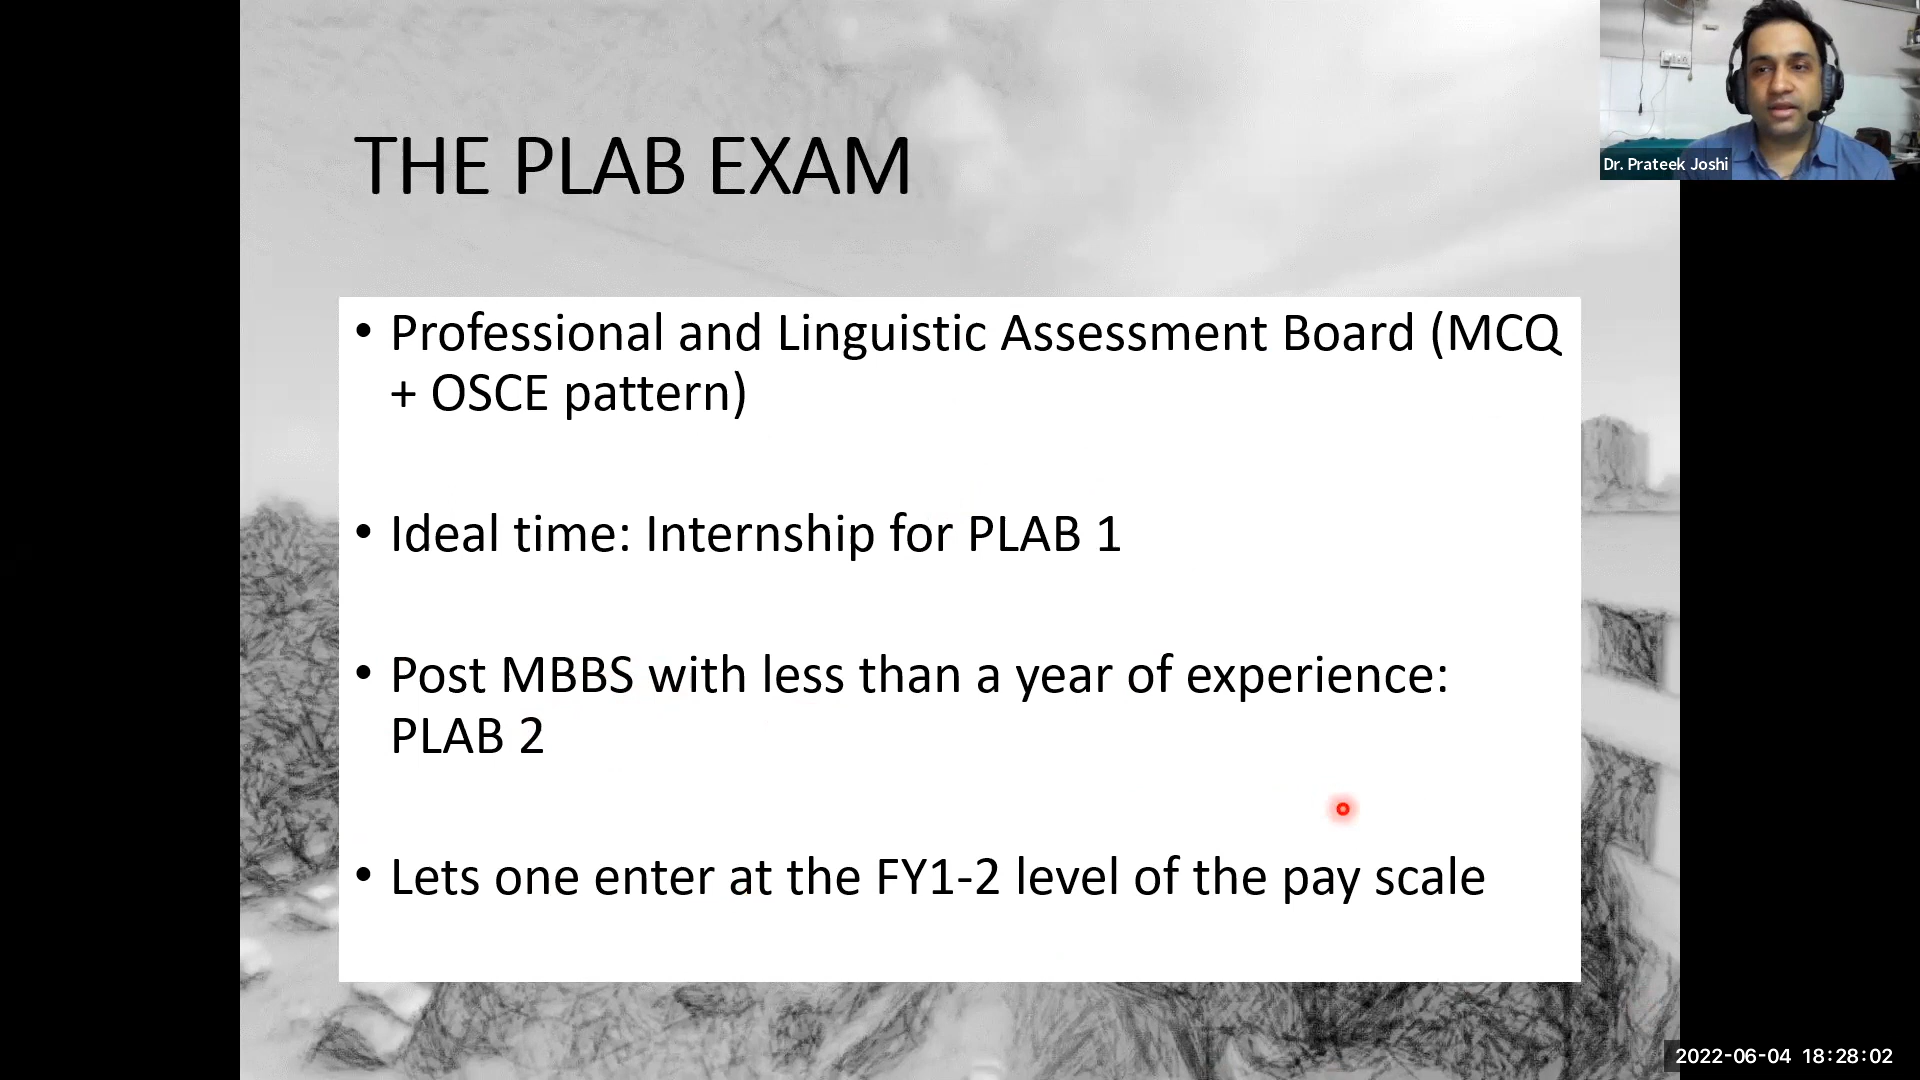 THE PLAB EXAM
Dr. Prateek Joshi
• Professional and Linguistic Assessment Board (MCQ
+ OSCE pattern)
• Ideal time: Internship for PLAB 1
• Post MBBS with less than a year of experience:
PLAB 2
• Lets one enter at the FY1-2 level of the pay scale
2022-06-04 18:28:02